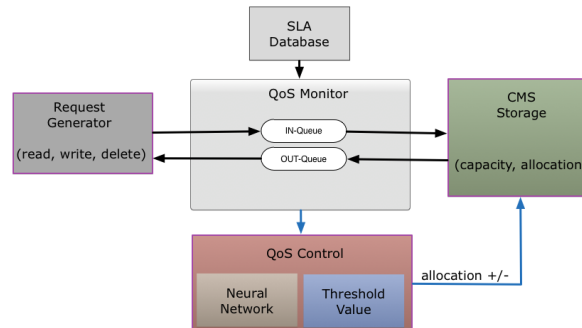 SLA
Database
QoS Monitor
Request
Generator
(read, write, delete)
IN-Queue
OUT-Queue
CMS
Storage
(capacity, allocation
QoS Control
Neural
Network
Threshold
Value
allocation +/-